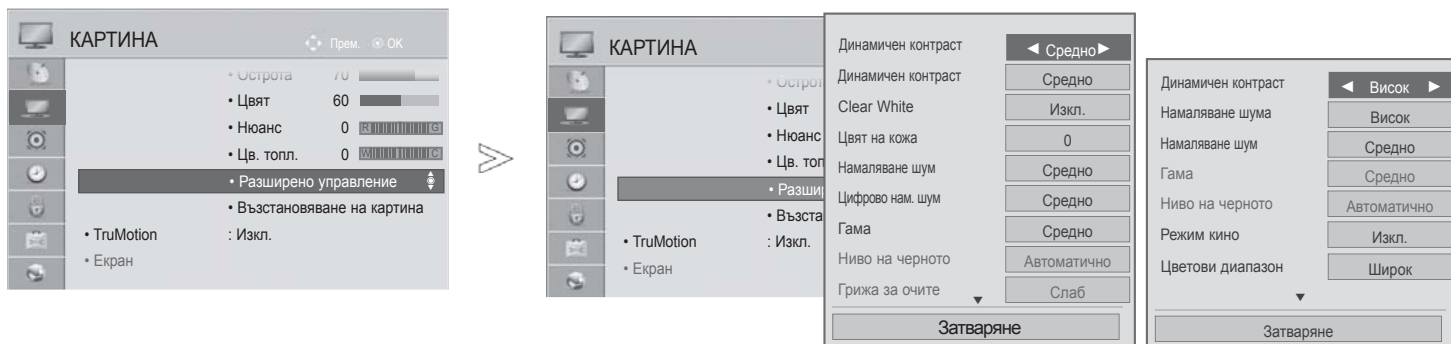 КАРТИНА
Прем. OK
• Острота 70
• Цвят 60
• Нюанс 0 R G
• Цв. топл. 0 W C
• Разширено управление
• Възстановяване на картина
• TruMotion : Изкл.
• Екран
КАРТИНА
• Острот
• Цвят
• Нюанс
• Цв. топ
• Разши
• Възста
• TruMotion : Изкл.
• Екран
Динамичен контраст ◄ Средно ►
Динамичен контраст Средно
Clear White Изкл.
Цвят на кожа 0
Намаляване шум Средно
Цифрово нам. шум Средно
Гама Средно
Ниво на черното Автоматично
Грижа за очите Слаб
▼
Затваряне
Динамичен контраст ◄ Висок ►
Намаляване шума Висок
Намаляване шум Средно
Гама Средно
Ниво на черното Автоматично
Режим кино Изкл.
Цветови диапазон Широк
▼
Затваряне